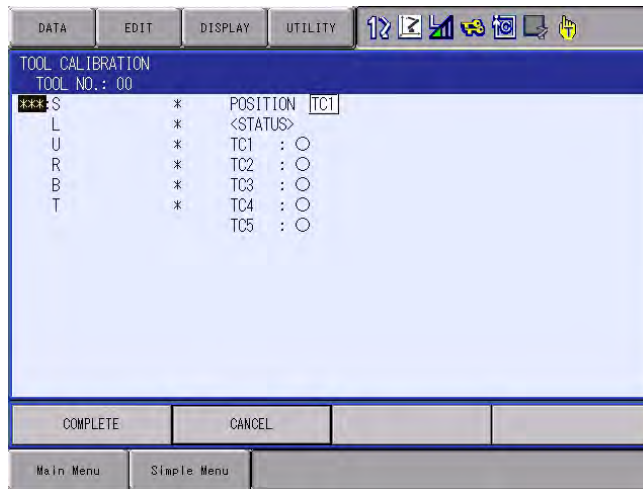 DATA EDIT DISPLAY UTILITY
TOOL CALIBRATION
TOOL NO.: 00
***:S * POSITION TC1
L * <STATUS>
U * TC1 : ○
R * TC2 : ○
B * TC3 : ○
T * TC4 : ○
TC5 : ○
COMPLETE CANCEL
Main Menu Simple Menu